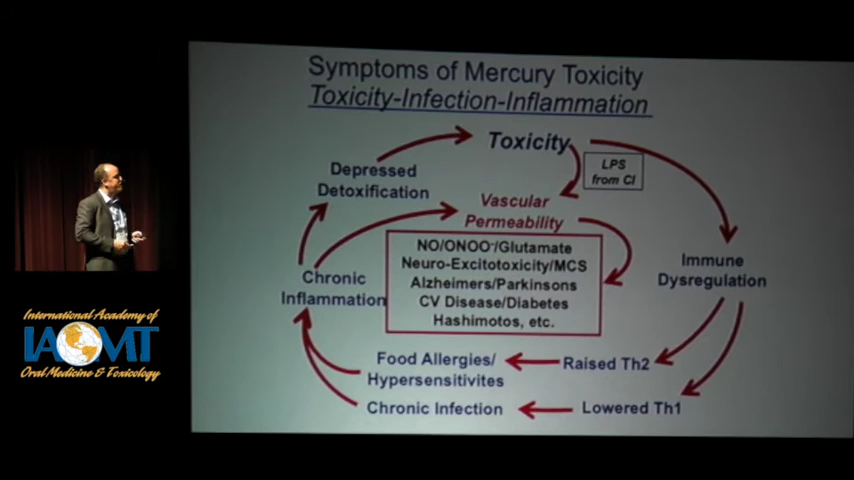 Symptoms of Mercury Toxicity
Toxicity-Infection-Inflammation
Toxicity
LPS
from CI
Depressed
Detoxification
Vascular
Permeability
NO/ONOO-/Glutamate
Neuro-Excitotoxicity/MCS
Alzheimers/Parkinsons
CV Disease/Diabetes
Hashimotos, etc.
Immune
Dysregulation
Chronic
Inflammation
Food Allergies/
Hypersensitivites
Raised Th2
Chronic Infection
Lowered Th1
International Academy of
IAOMT
Oral Medicine & Toxicology